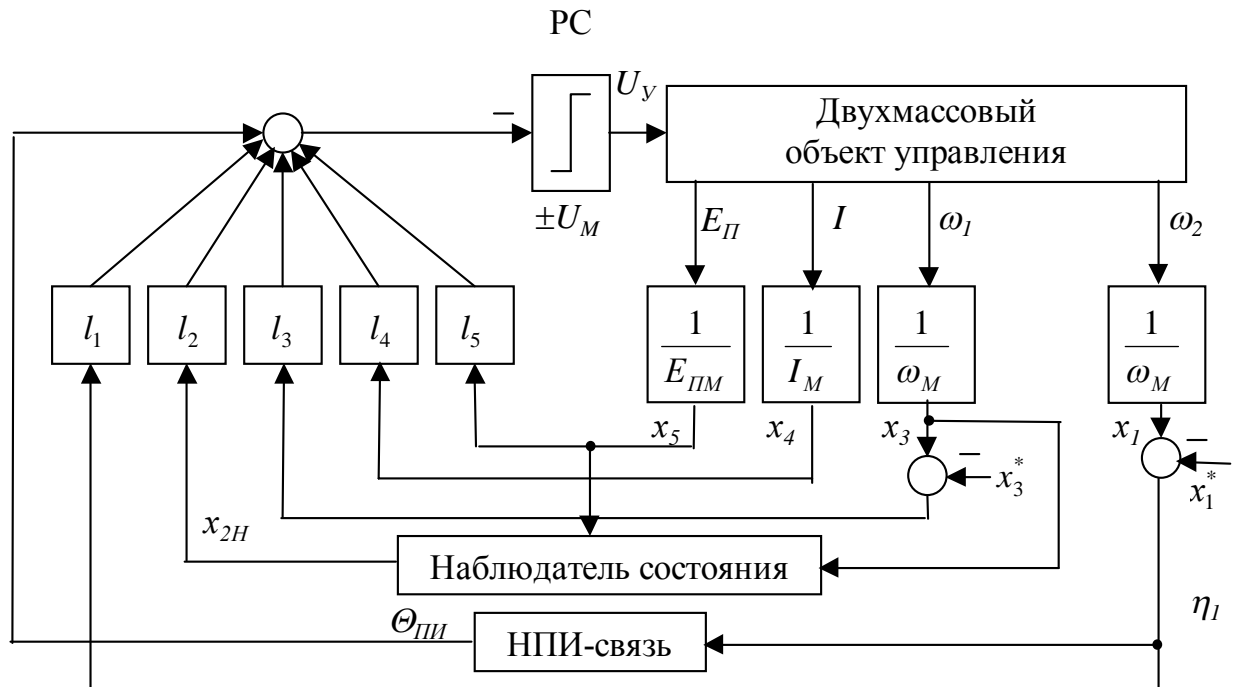 РС
−
U_У
Двухмассовый
объект управления
±U_М
E_П
I
ω_1
ω_2
l_1
l_2
l_3
l_4
l_5
1
E_ПМ
1
I_М
1
ω_М
1
ω_М
x_5
x_4
x_3
x_1
−
−
x_3^*
x_1^*
x_2Н
Наблюдатель состояния
η_1
Θ_ПИ
НПИ-связь